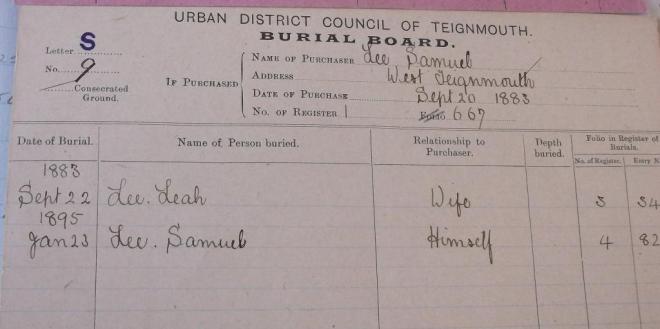 URBAN DISTRICT COUNCIL OF TEIGNMOUTH.
BURIAL BOARD.
Letter S
No. 9
Consecrated Ground.
IF PURCHASED
NAME OF PURCHASER Lee Samuel
ADDRESS West Teignmouth
DATE OF PURCHASE Sept 20 1883
NO. OF REGISTER 1 Folio 667
Date of Burial. Name of Person buried. Relationship to Purchaser. Depth buried. Folio in Register of Burials.
No. of Register. Entry N
1883
Sept 22 Lee. Leah Wife 3 54
1895
Jan 23 Lee. Samuel Himself 4 82